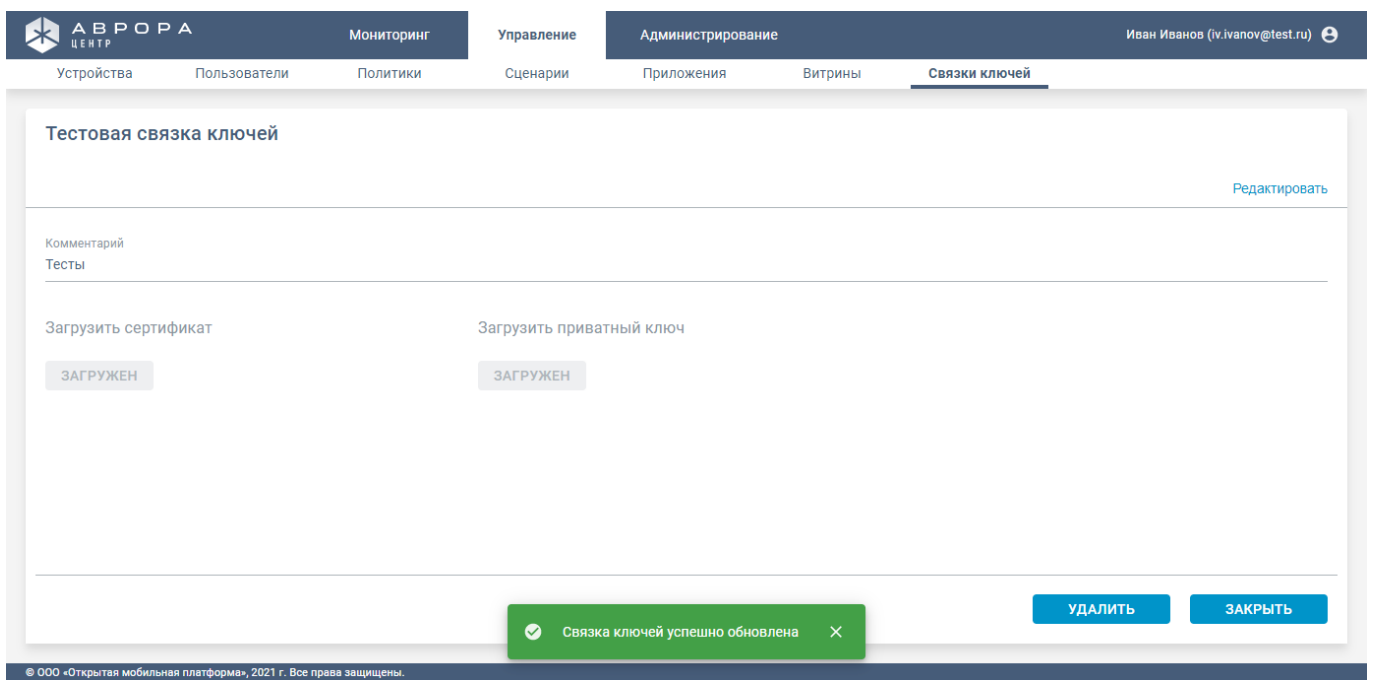 АВРОРА
ЦЕНТР
Мониторинг Управление Администрирование Иван Иванов (iv.ivanov@test.ru)
Устройства Пользователи Политики Сценарии Приложения Витрины Связки ключей
Тестовая связка ключей
Редактировать
Комментарий
Тесты
Загрузить сертификат Загрузить приватный ключ
ЗАГРУЖЕН ЗАГРУЖЕН
УДАЛИТЬ ЗАКРЫТЬ
Связка ключей успешно обновлена
© ООО «Открытая мобильная платформа», 2021 г. Все права защищены.